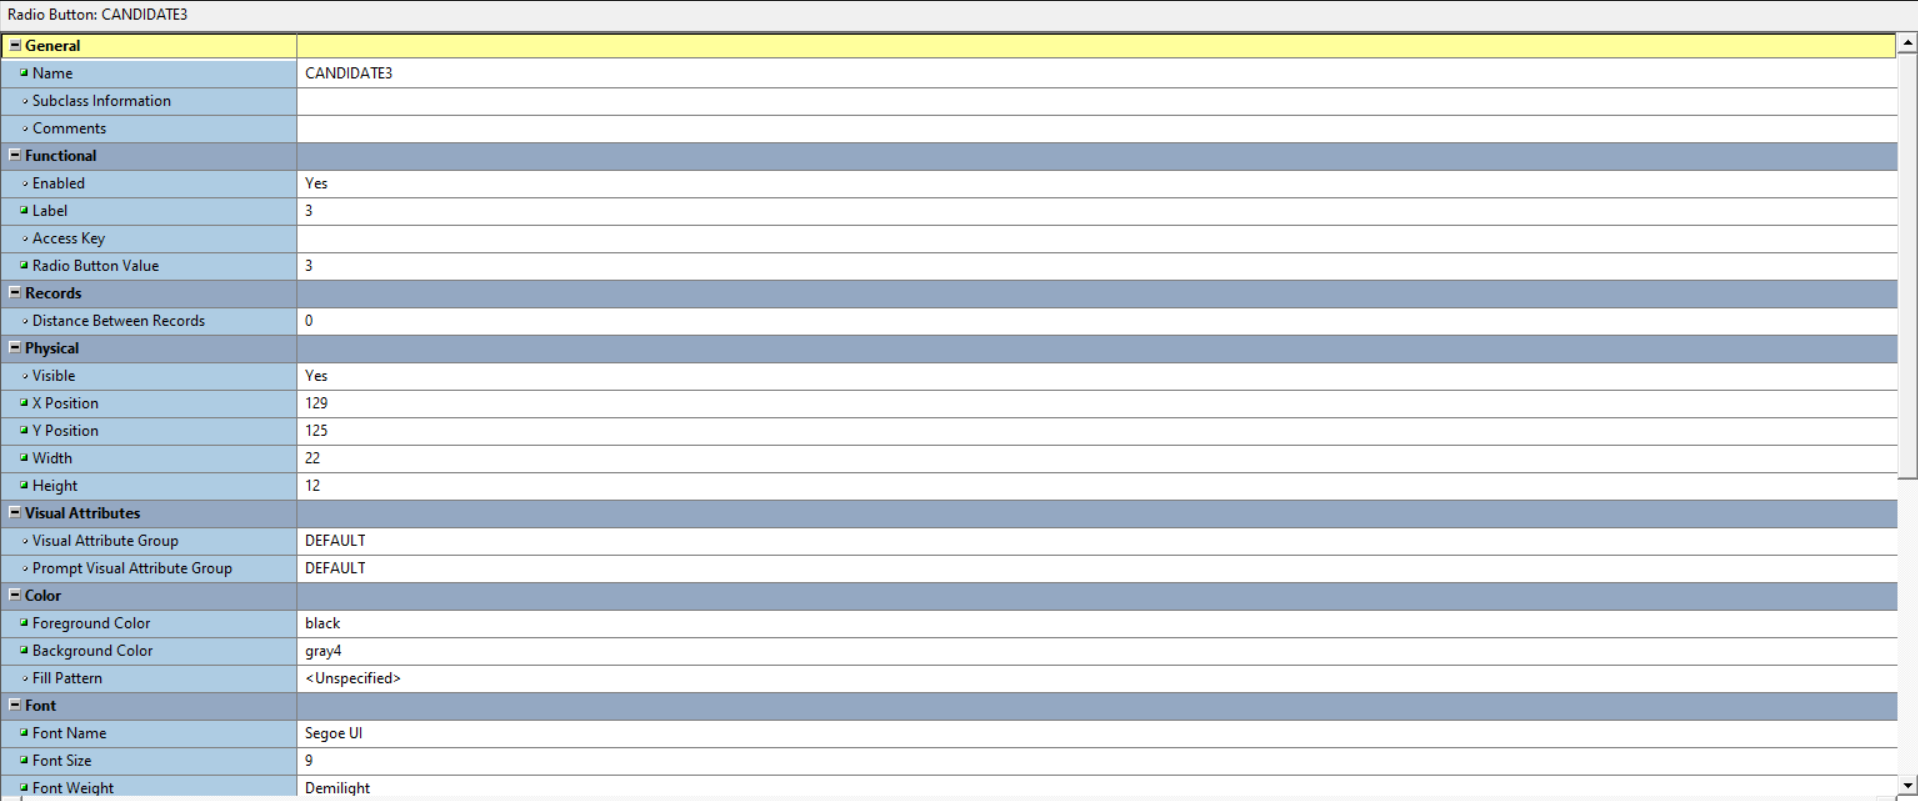 Radio Button: CANDIDATE3
General
Name CANDIDATE3
Subclass Information
Comments
Functional
Enabled Yes
Label 3
Access Key
Radio Button Value 3
Records
Distance Between Records 0
Physical
Visible Yes
X Position 129
Y Position 125
Width 22
Height 12
Visual Attributes
Visual Attribute Group DEFAULT
Prompt Visual Attribute Group DEFAULT
Color
Foreground Color black
Background Color gray4
Fill Pattern <Unspecified>
Font
Font Name Segoe UI
Font Size 9
Font Weight Demilight